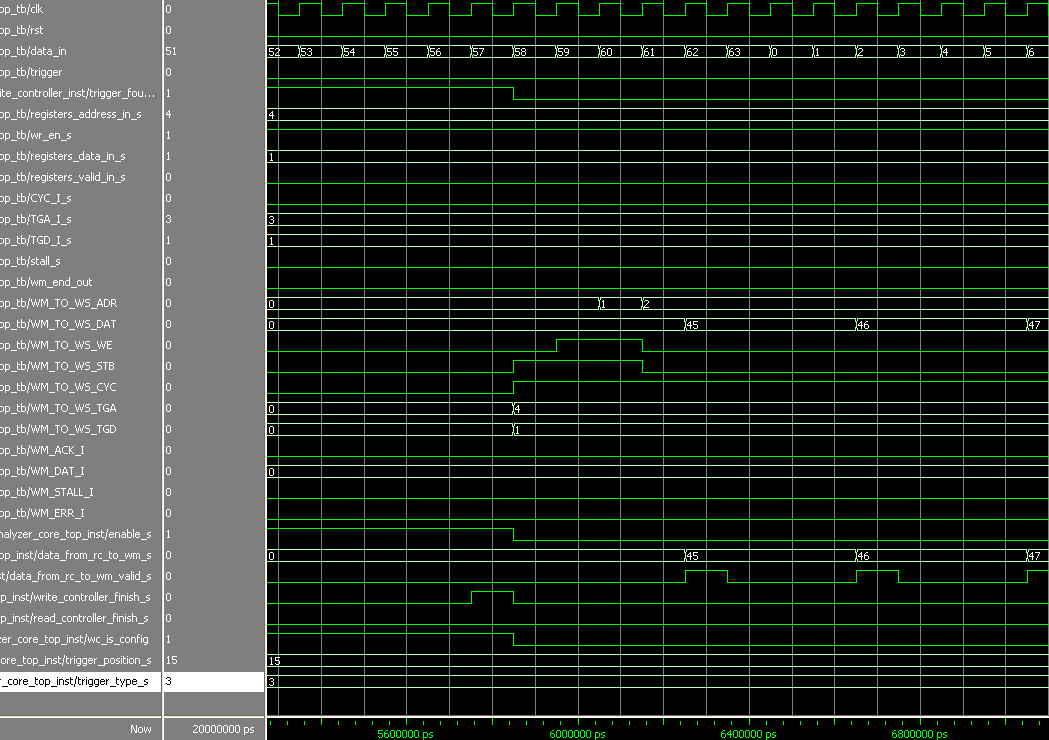 op_tb/clk 0
op_tb/rst 0
op_tb/data_in 51 52 53 54 55 56 57 58 59 60 61 62 63 0 1 2 3 4 5 6
op_tb/trigger 0
ite_controller_inst/trigger_fou... 1
op_tb/registers_address_in_s 4 4
op_tb/wr_en_s 1
op_tb/registers_data_in_s 1 1
op_tb/registers_valid_in_s 0
op_tb/CYC_I_s 0
op_tb/TGA_I_s 3 3
op_tb/TGD_I_s 1 1
op_tb/stall_s 0
op_tb/wm_end_out 0
op_tb/WM_TO_WS_ADR 0 0 1 2
op_tb/WM_TO_WS_DAT 0 0 45 46 47
op_tb/WM_TO_WS_WE 0
op_tb/WM_TO_WS_STB 0
op_tb/WM_TO_WS_CYC 0
op_tb/WM_TO_WS_TGA 0 0 4
op_tb/WM_TO_WS_TGD 0 0 1
op_tb/WM_ACK_I 0
op_tb/WM_DAT_I 0 0
op_tb/WM_STALL_I 0
op_tb/WM_ERR_I 0
nalyzer_core_top_inst/enable_s 1
op_inst/data_from_rc_to_wm_s 0 0 45 46 47
st/data_from_rc_to_wm_valid_s 0
p_inst/write_controller_finish_s 0
p_inst/read_controller_finish_s 0
zer_core_top_inst/wc_is_config 1
ore_top_inst/trigger_position_s 15 15
r_core_top_inst/trigger_type_s 3 3
Now 20000000 ps 5600000 ps 6000000 ps 6400000 ps 6800000 ps